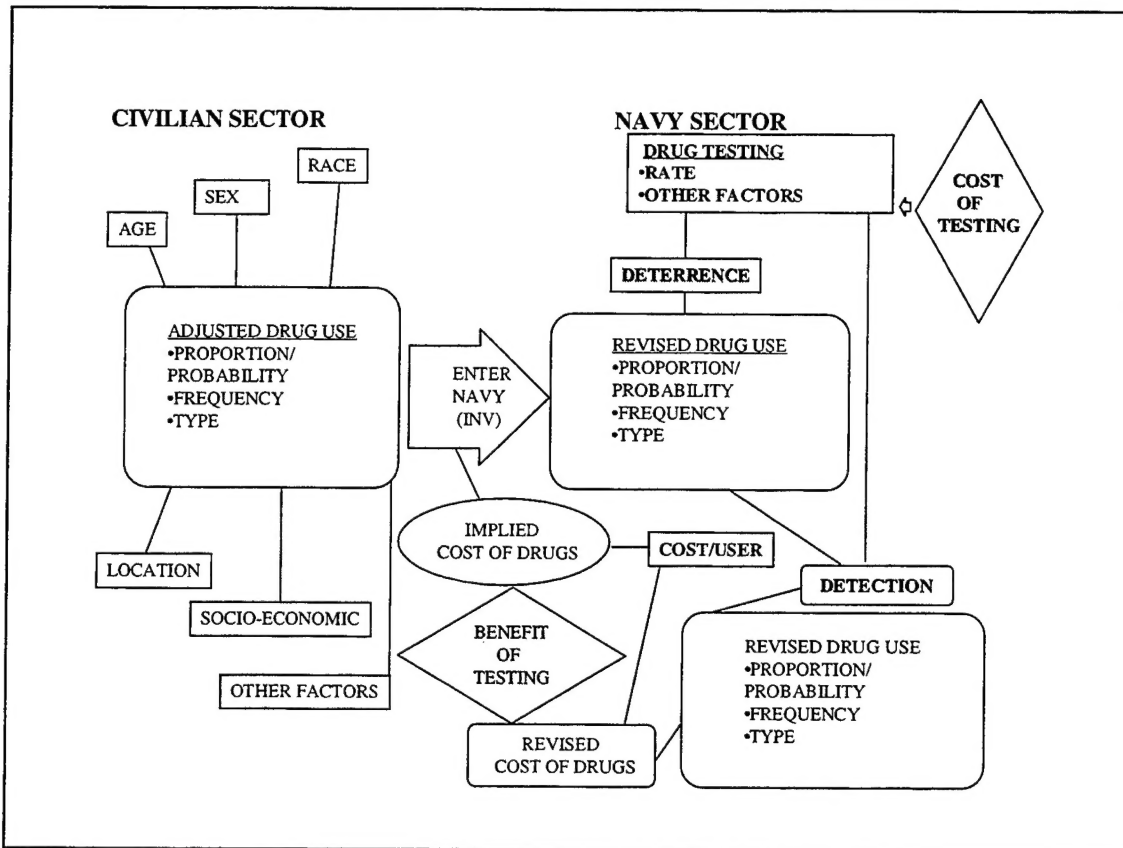 CIVILIAN SECTOR
RACE
SEX
AGE
ADJUSTED DRUG USE
•PROPORTION/
PROBABILITY
•FREQUENCY
•TYPE
LOCATION
SOCIO-ECONOMIC
OTHER FACTORS
ENTER
NAVY
(INV)
IMPLIED
COST OF DRUGS
COST/USER
BENEFIT
OF
TESTING
REVISED
COST OF DRUGS
NAVY SECTOR
DRUG TESTING
•RATE
•OTHER FACTORS
COST
OF
TESTING
DETERRENCE
REVISED DRUG USE
•PROPORTION/
PROBABILITY
•FREQUENCY
•TYPE
DETECTION
REVISED DRUG USE
•PROPORTION/
PROBABILITY
•FREQUENCY
•TYPE